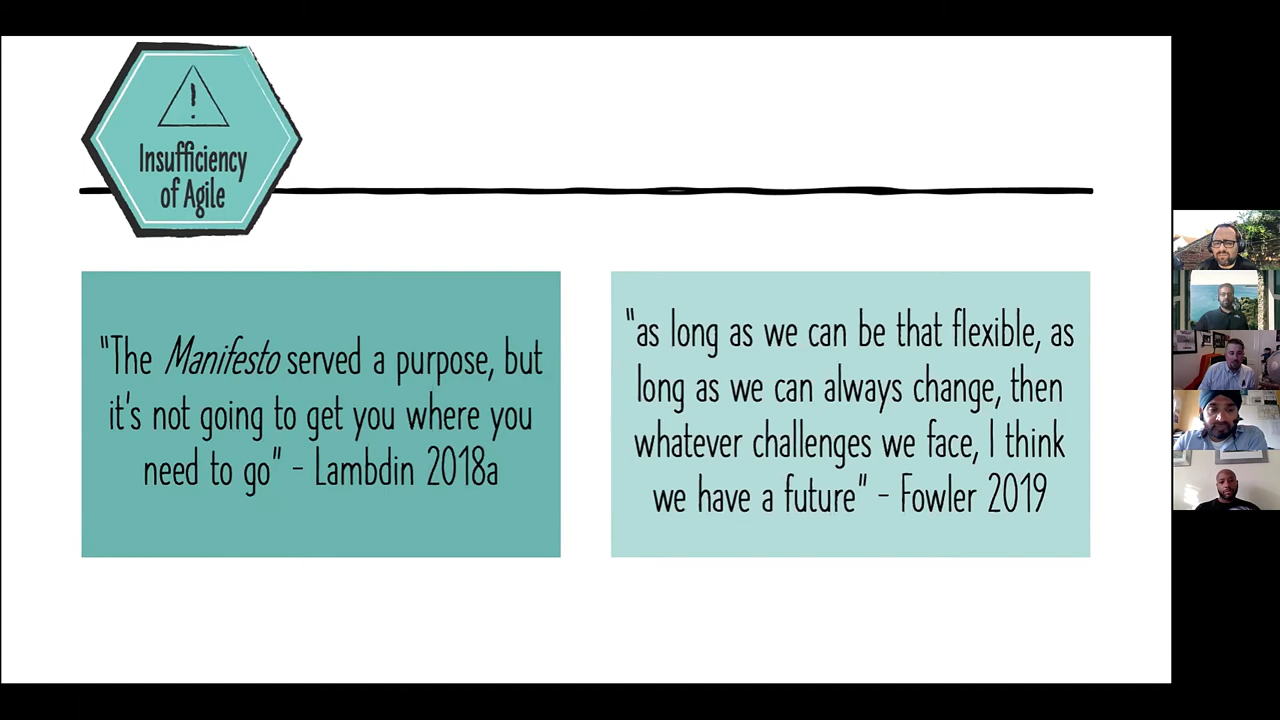 !
Insufficiency
of Agile
"The Manifesto served a purpose, but
it's not going to get you where you
need to go" - Lambdin 2018a
"as long as we can be that flexible, as
long as we can always change, then
whatever challenges we face, I think
we have a future" - Fowler 2019